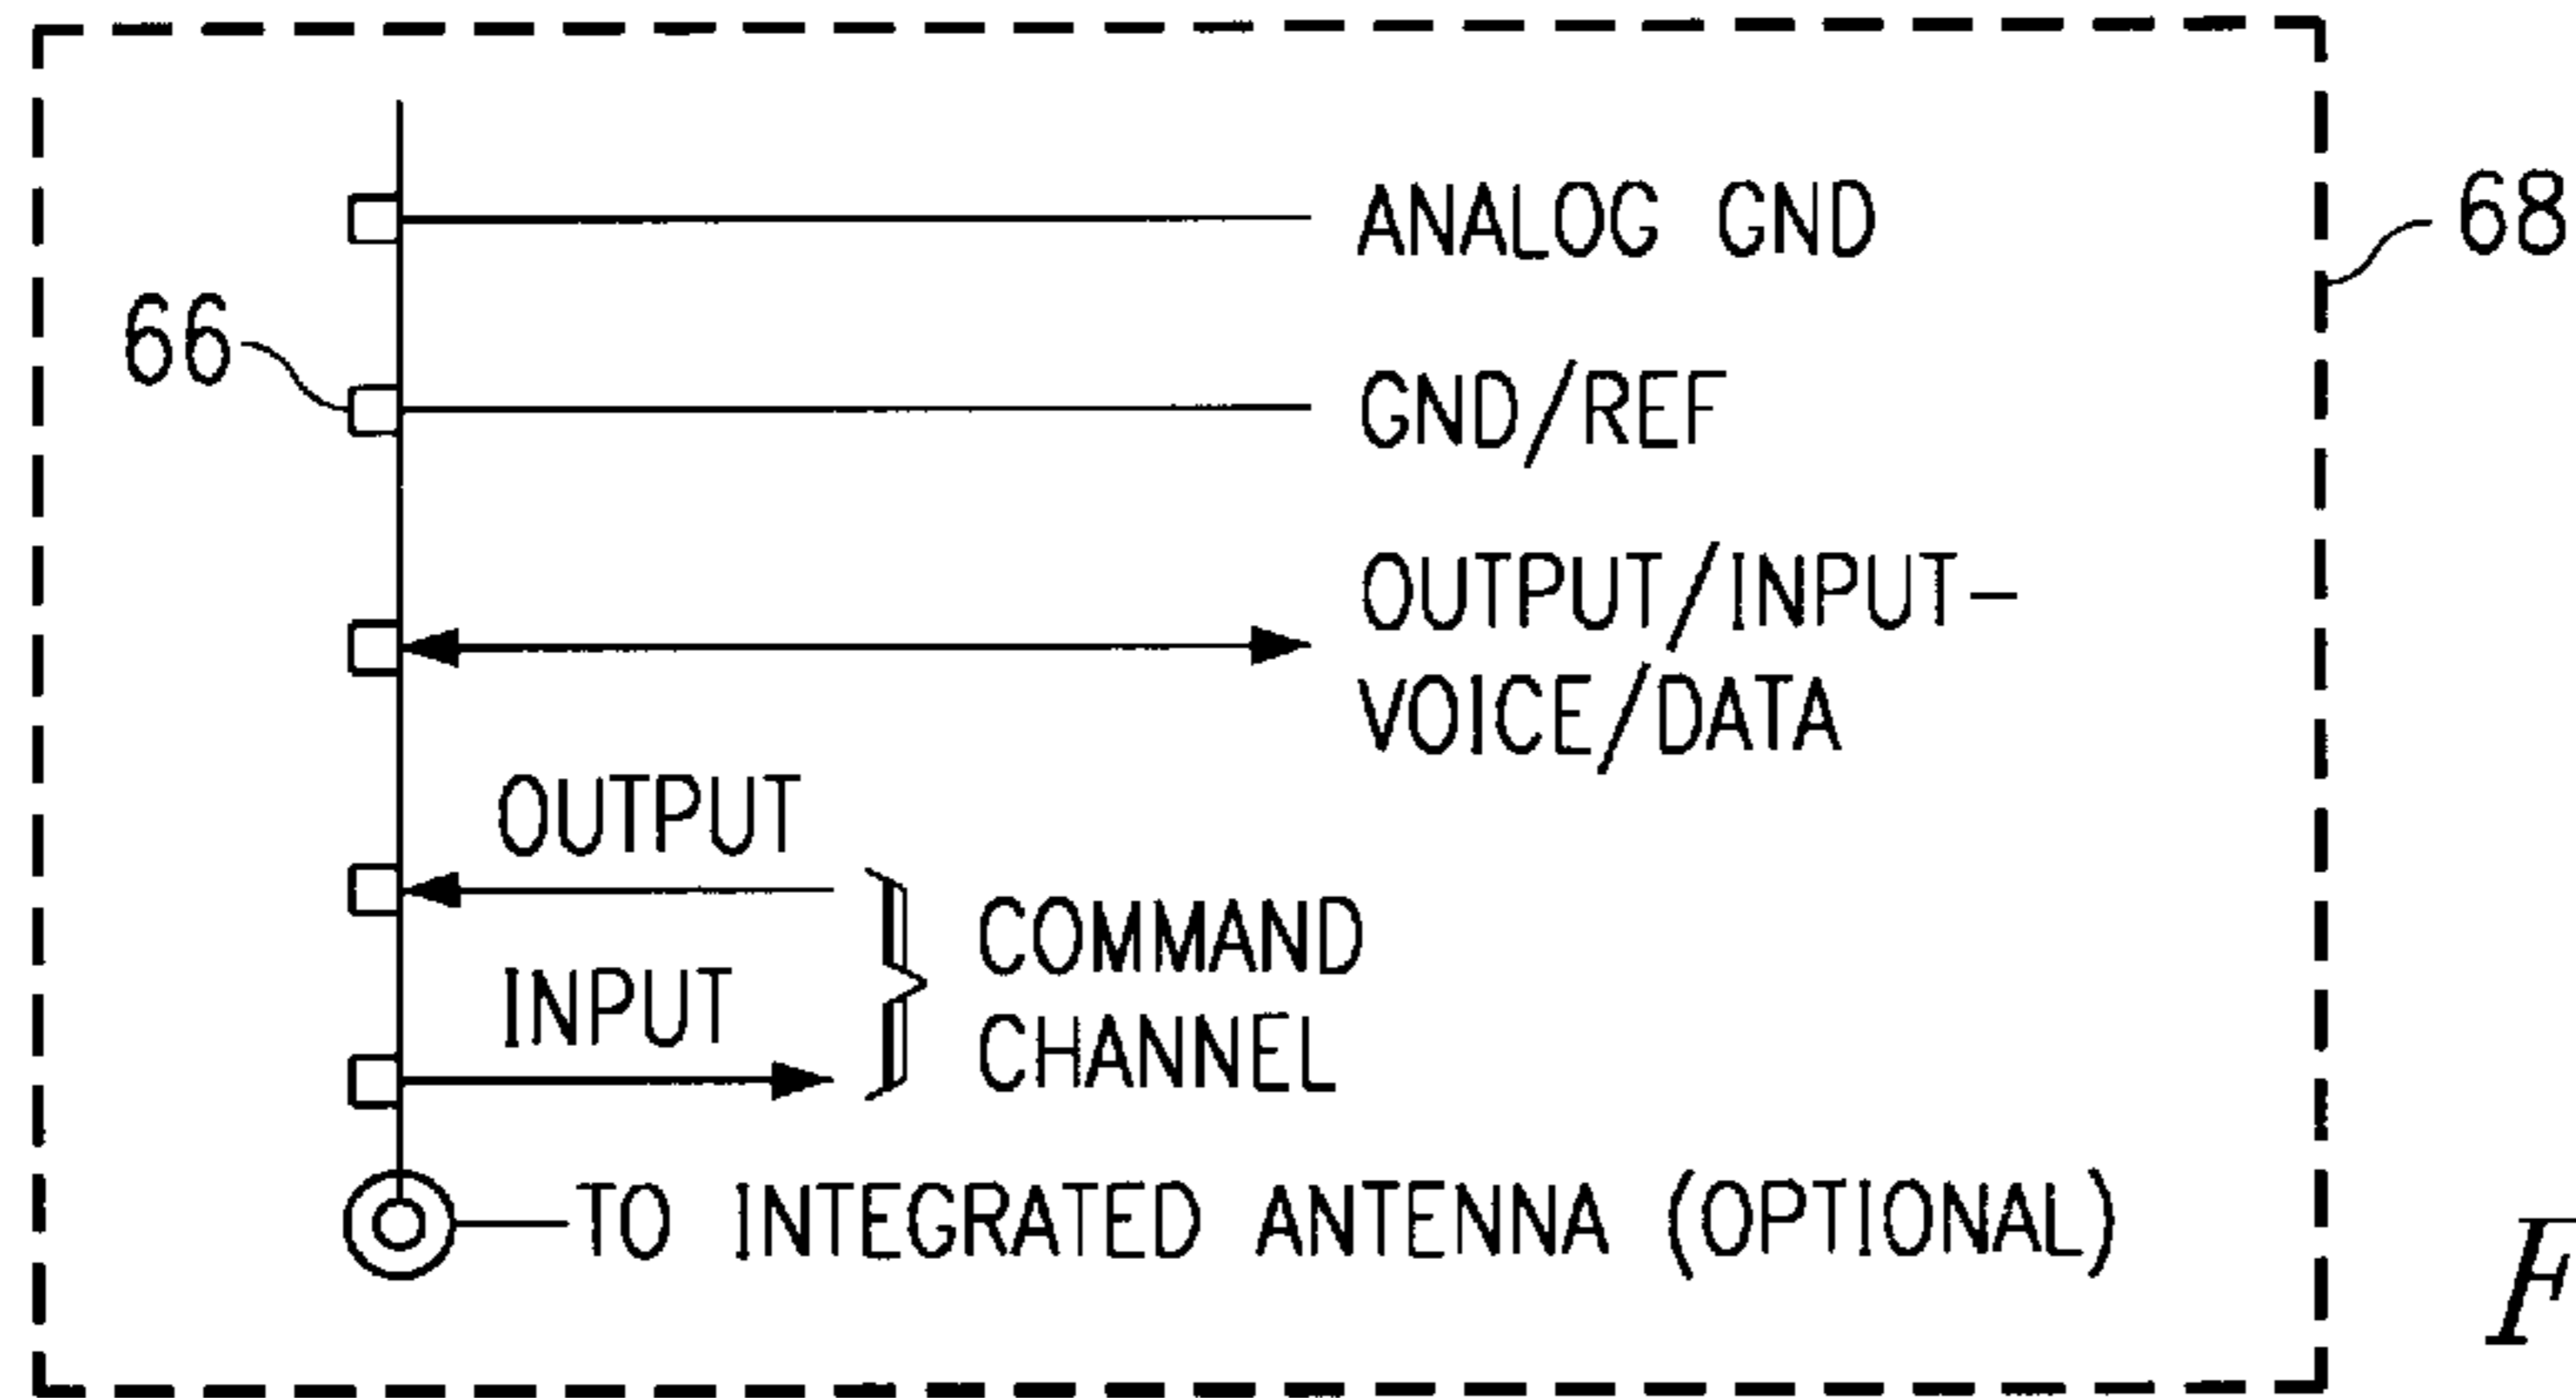 ANALOG GND
68
66
GND/REF
OUTPUT/INPUT-
VOICE/DATA
OUTPUT
COMMAND
INPUT
CHANNEL
TO INTEGRATED ANTENNA (OPTIONAL)
F